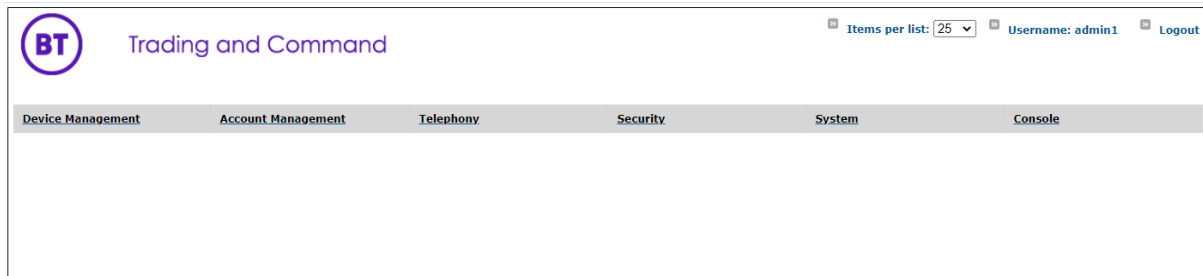 BT Trading and Command Items per list: 25 Username: admin1 Logout
Device Management Account Management Telephony Security System Console